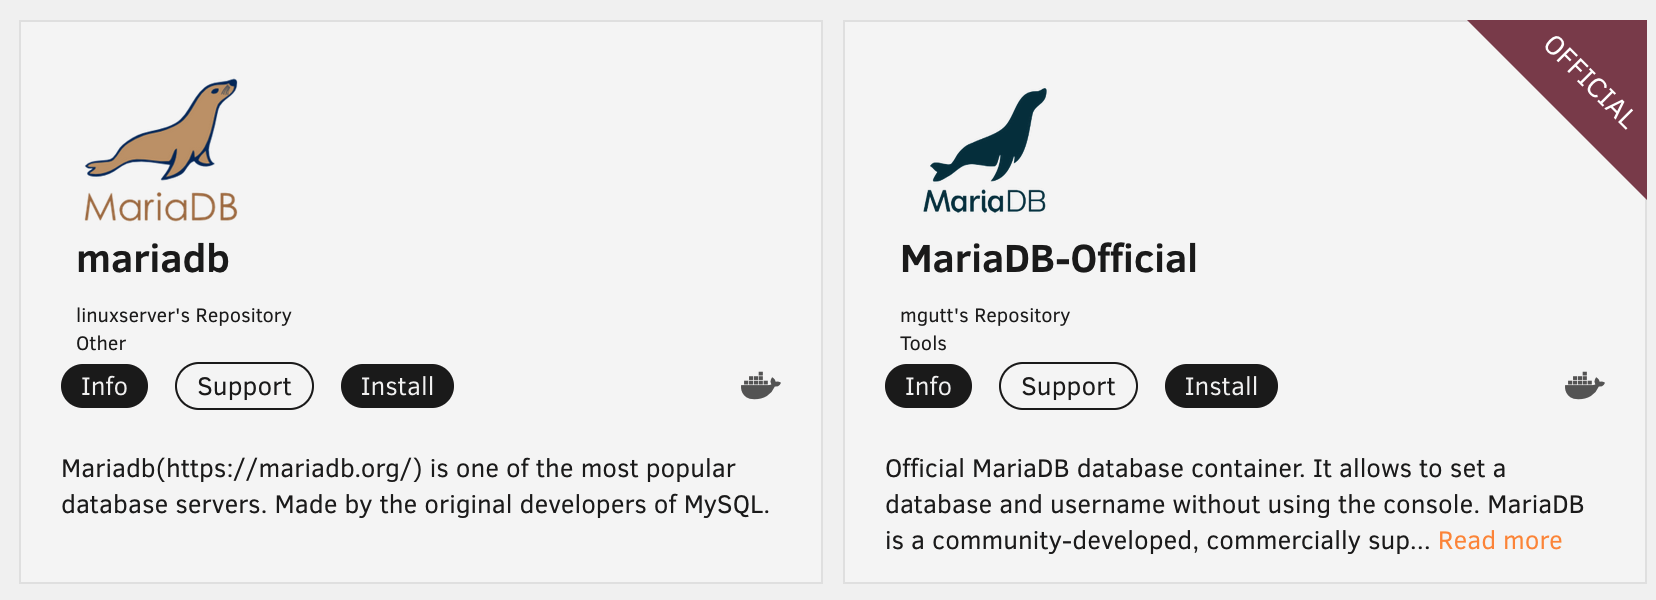 MariaDB
mariadb
linuxserver's Repository
Other
Info
Support
Install
Mariadb(https://mariadb.org/) is one of the most popular
database servers. Made by the original developers of MySQL.
OFFICIAL
MariaDB
MariaDB-Official
mgutt's Repository
Tools
Info
Support
Install
Official MariaDB database container. It allows to set a
database and username without using the console. MariaDB
is a community-developed, commercially sup... Read more